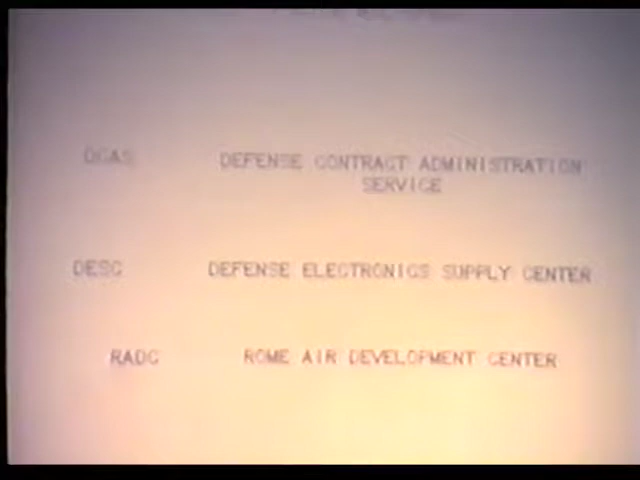 DCAS DEFENSE CONTRACT ADMINISTRATION
SERVICE
DESC DEFENSE ELECTRONICS SUPPLY CENTER
RADC ROME AIR DEVELOPMENT CENTER